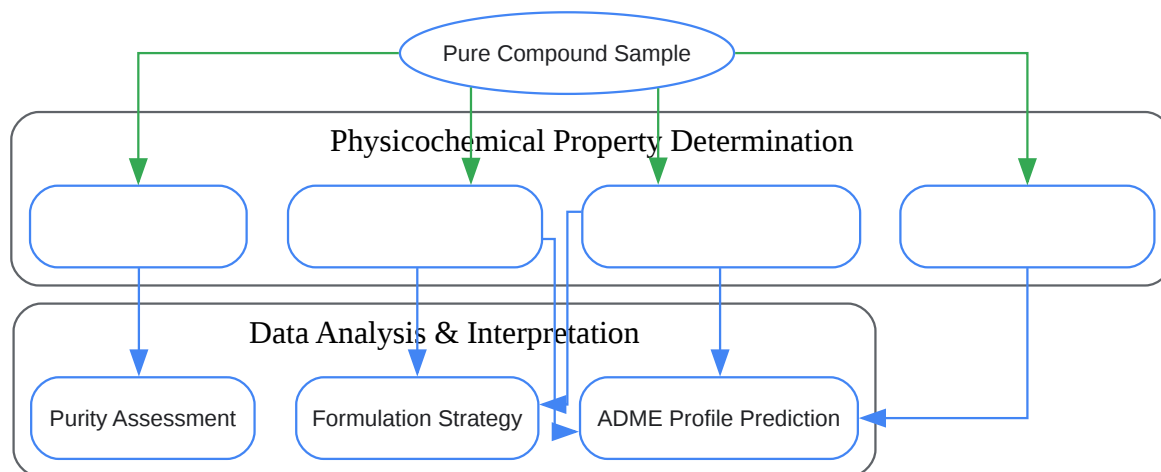 Pure Compound Sample
Physicochemical Property Determination
Data Analysis & Interpretation
Purity Assessment
Formulation Strategy
ADME Profile Prediction